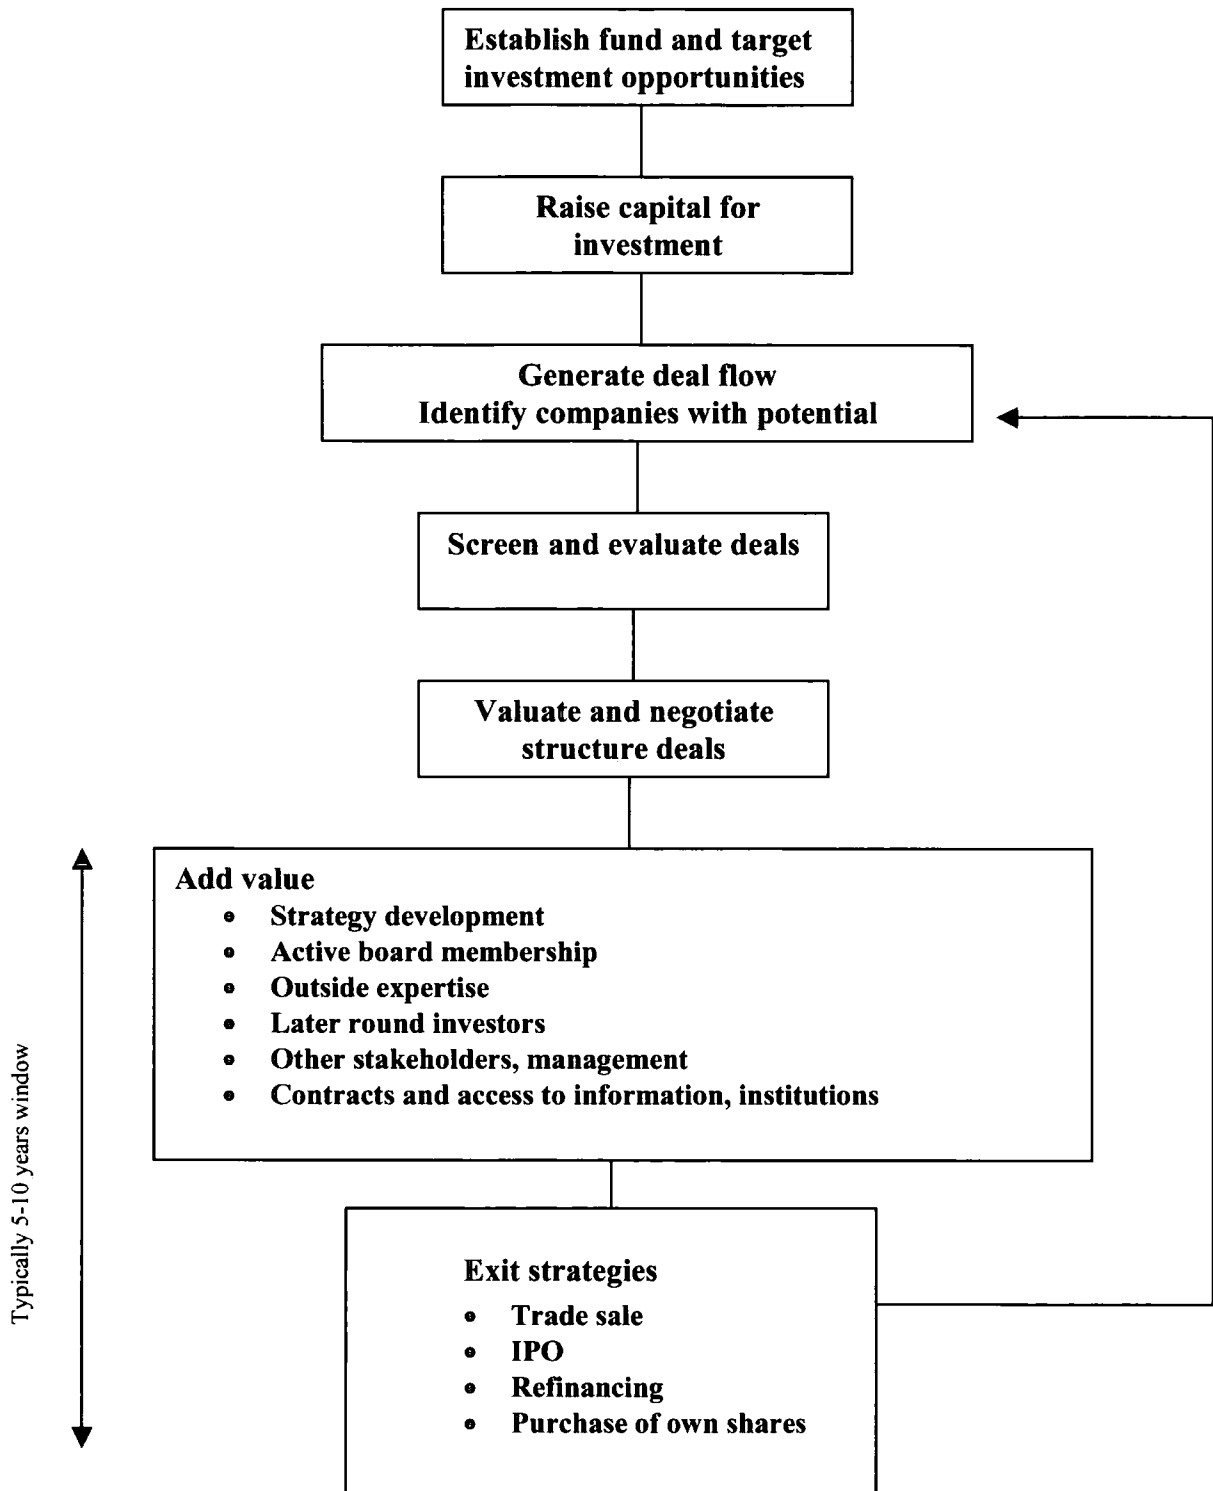 Establish fund and target
investment opportunities
Raise capital for
investment
Generate deal flow
Identify companies with potential
Screen and evaluate deals
Valuate and negotiate
structure deals
Add value
• Strategy development
• Active board membership
• Outside expertise
• Later round investors
• Other stakeholders, management
• Contracts and access to information, institutions
Typically 5-10 years window
Exit strategies
• Trade sale
• IPO
• Refinancing
• Purchase of own shares